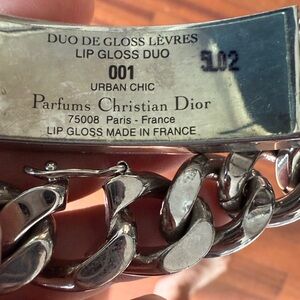 DUO DE GLOSS LÈVRES
LIP GLOSS DUO
001
5L02
URBAN CHIC
Parfums Christian Dior
75008 Paris - France
LIP GLOSS MADE IN FRANCE